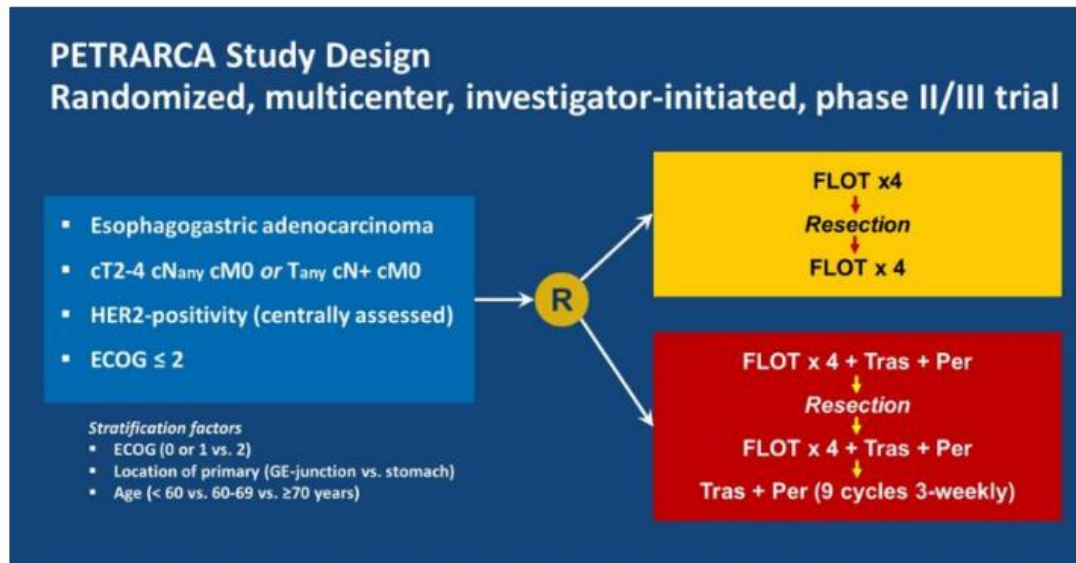 PETRARCA Study Design
Randomized, multicenter, investigator-initiated, phase II/III trial
▪ Esophagogastric adenocarcinoma
▪ cT2-4 cNany cM0 or Tany cN+ cM0
▪ HER2-positivity (centrally assessed)
▪ ECOG ≤ 2
Stratification factors
▪ ECOG (0 or 1 vs. 2)
▪ Location of primary (GE-junction vs. stomach)
▪ Age (< 60 vs. 60-69 vs. ≥70 years)
R
FLOT x4
Resection
FLOT x 4
FLOT x 4 + Tras + Per
Resection
FLOT x 4 + Tras + Per
Tras + Per (9 cycles 3-weekly)